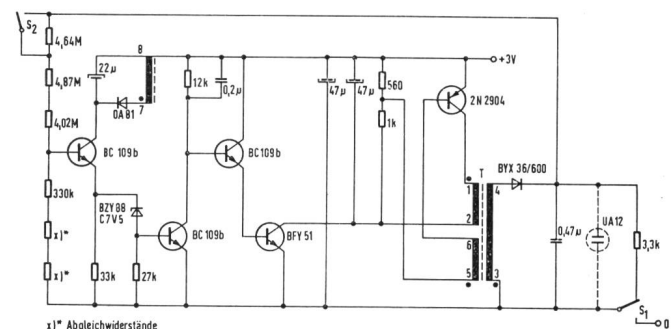 S2
4,64M
4,87M
4,02M
330k
x)*
x)*
22µ
OA81
8
7
BC 109b
BZY 88
C7V5
33k
27k
12k
0,2µ
BC109b
BC 109b
BFY 51
47µ
47µ
560
1k
2N 2904
+3V
T
1
2
6
5
4
3
BYX 36/600
0,47µ
UA12
3,3k
S1
0
x)* Abgleichwiderstände